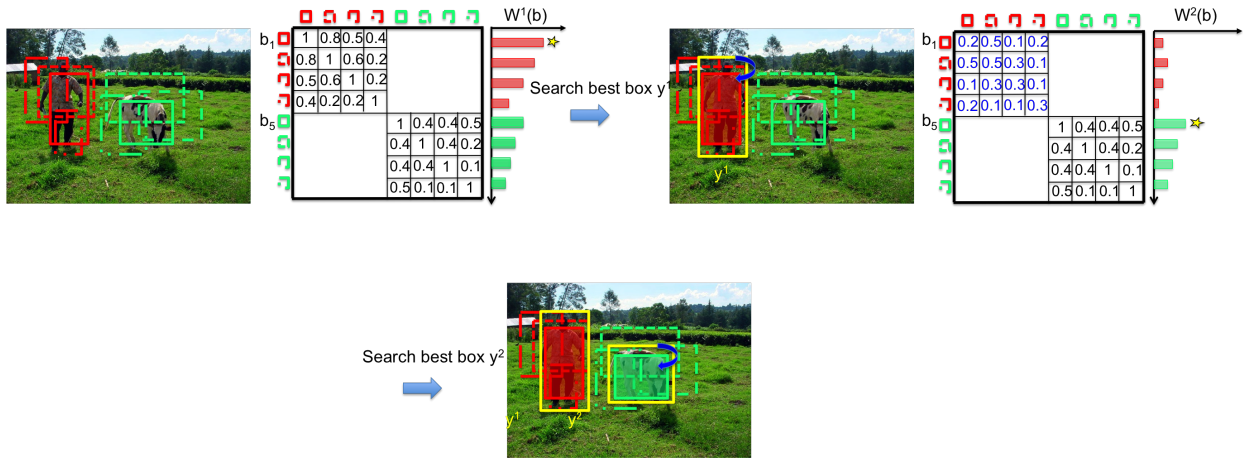 W¹(b)
b₁
1 0.8 0.5 0.4
0.8 1 0.6 0.2
0.5 0.6 1 0.2
0.4 0.2 0.2 1
b₅
1 0.4 0.4 0.5
0.4 1 0.4 0.2
0.4 0.4 1 0.1
0.5 0.1 0.1 1
Search best box y¹
y¹
W²(b)
b₁
0.2 0.5 0.1 0.2
0.5 0.5 0.3 0.1
0.1 0.3 0.3 0.1
0.2 0.1 0.1 0.3
b₅
1 0.4 0.4 0.5
0.4 1 0.4 0.2
0.4 0.4 1 0.1
0.5 0.1 0.1 1
Search best box y²
y¹ y²